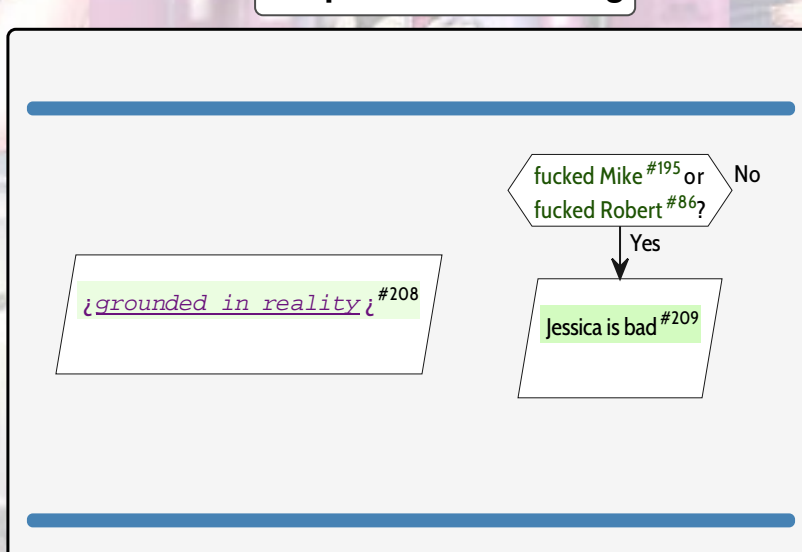 fucked Mike #195 or
No
fucked Robert #86?
Yes
¿grounded in reality¿ #208
Jessica is bad #209